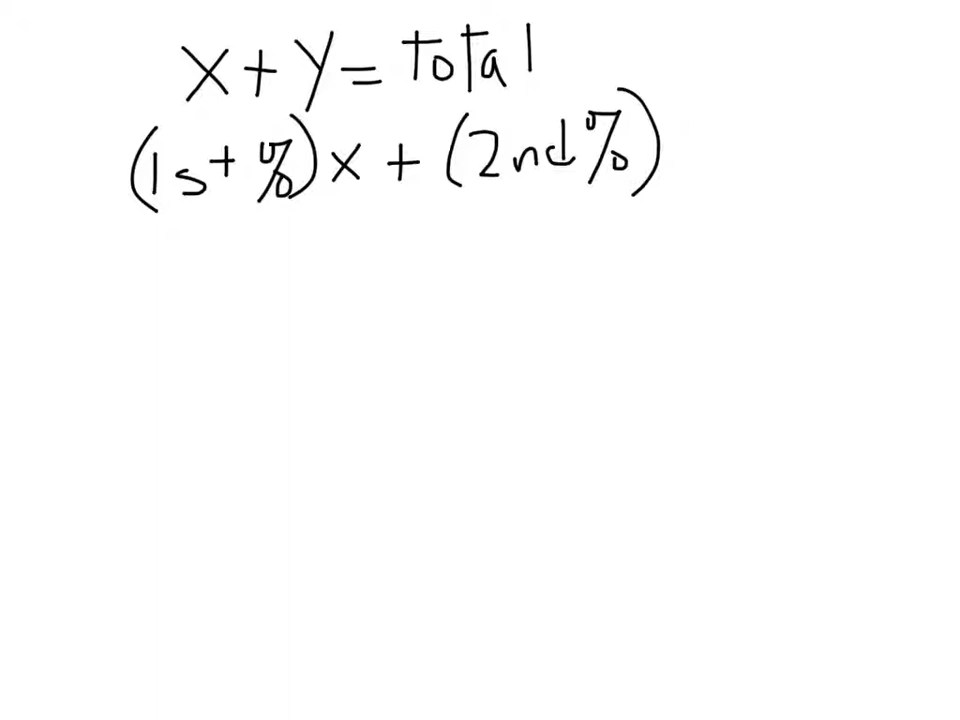 x + y = total
(1st %)x + (2nd %)